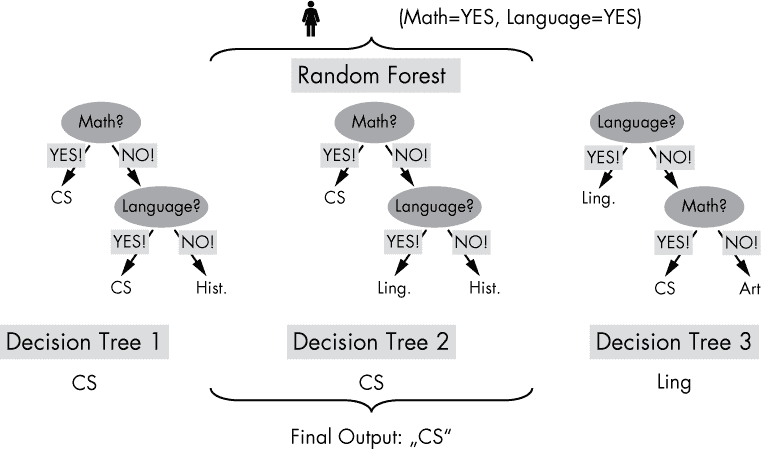 (Math=YES, Language=YES)
Random Forest
Math?
YES!
NO!
CS
Language?
YES!
NO!
CS
Hist.
Decision Tree 1
CS
Math?
YES!
NO!
CS
Language?
YES!
NO!
Ling.
Hist.
Decision Tree 2
CS
Language?
YES!
NO!
Ling.
Math?
YES!
NO!
CS
Art
Decision Tree 3
Ling
Final Output: „CS“